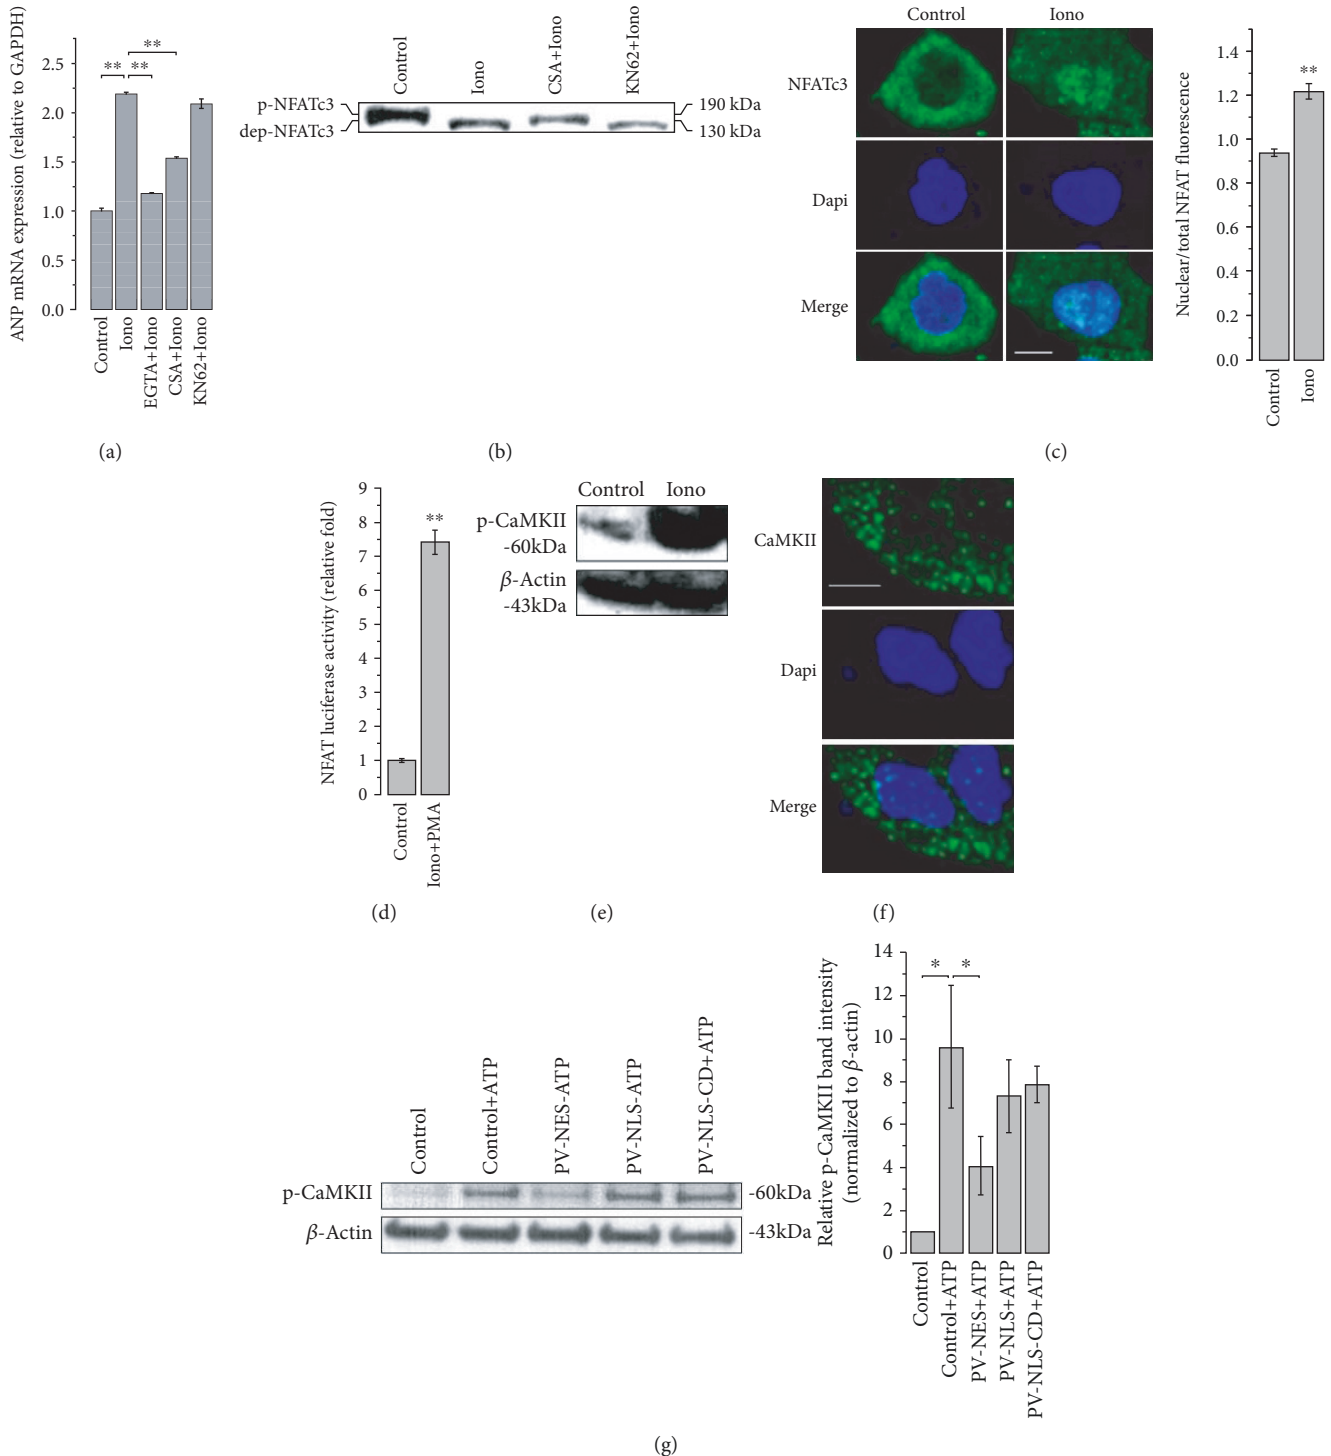 ANP mRNA expression (relative to GAPDH)
2.5
2.0
1.5
1.0
0.5
0.0
**
**
**
Control
Iono
EGTA+Iono
CSA+Iono
KN62+Iono
(a)
Control
Iono
CSA+Iono
KN62+Iono
p-NFATc3
dep-NFATc3
190 kDa
130 kDa
(b)
Control
Iono
NFATc3
Dapi
Merge
Nuclear/total NFAT fluorescence
1.4
1.2
1.0
0.8
0.6
0.4
0.2
0.0
**
Control
Iono
(c)
NFAT luciferase activity (relative fold)
9
8
7
6
5
4
3
2
1
0
**
Control
Iono+PMA
(d)
Control
Iono
p-CaMKII
-60kDa
β-Actin
-43kDa
(e)
CaMKII
Dapi
Merge
(f)
Control
Control+ATP
PV-NES-ATP
PV-NLS-ATP
PV-NLS-CD+ATP
p-CaMKII
-60kDa
β-Actin
-43kDa
Relative p-CaMKII band intensity
(normalized to β-actin)
14
12
10
8
6
4
2
0
*
*
Control
Control+ATP
PV-NES+ATP
PV-NLS+ATP
PV-NLS-CD+ATP
(g)